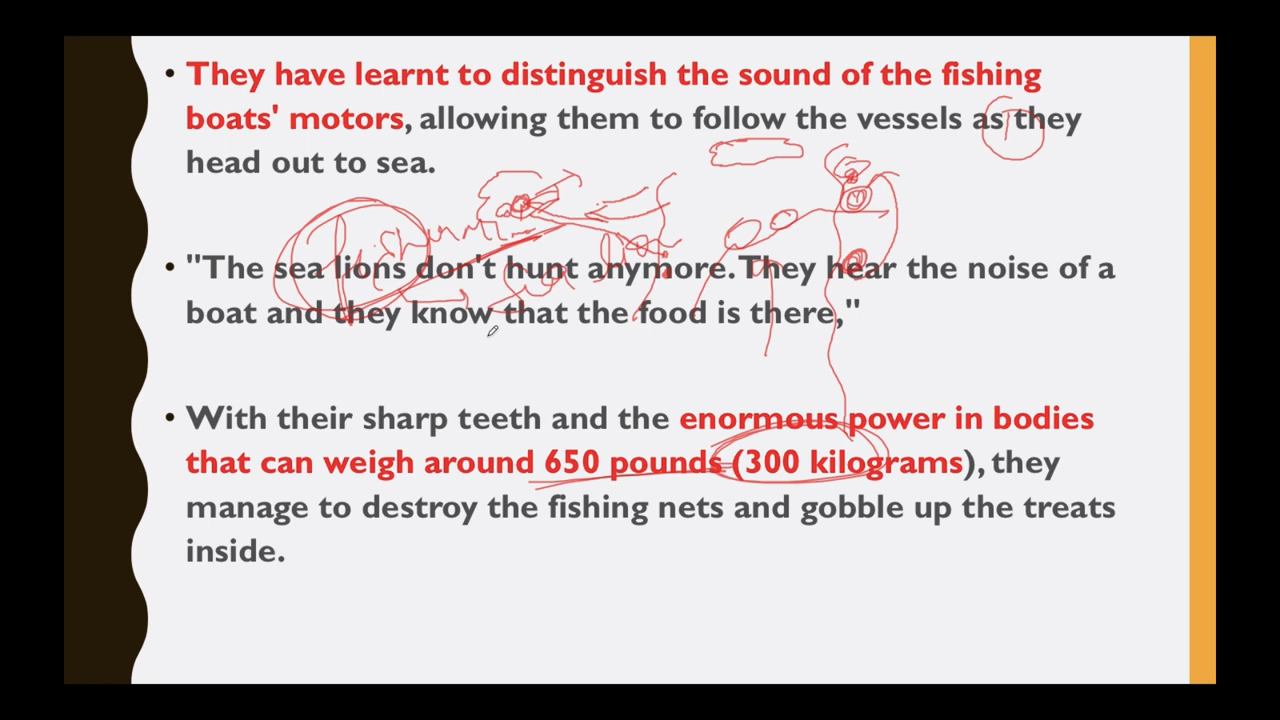 • They have learnt to distinguish the sound of the fishing
boats' motors, allowing them to follow the vessels as they
head out to sea.
• "The sea lions don't hunt anymore. They hear the noise of a
boat and they know that the food is there,"
• With their sharp teeth and the enormous power in bodies
that can weigh around 650 pounds (300 kilograms), they
manage to destroy the fishing nets and gobble up the treats
inside.